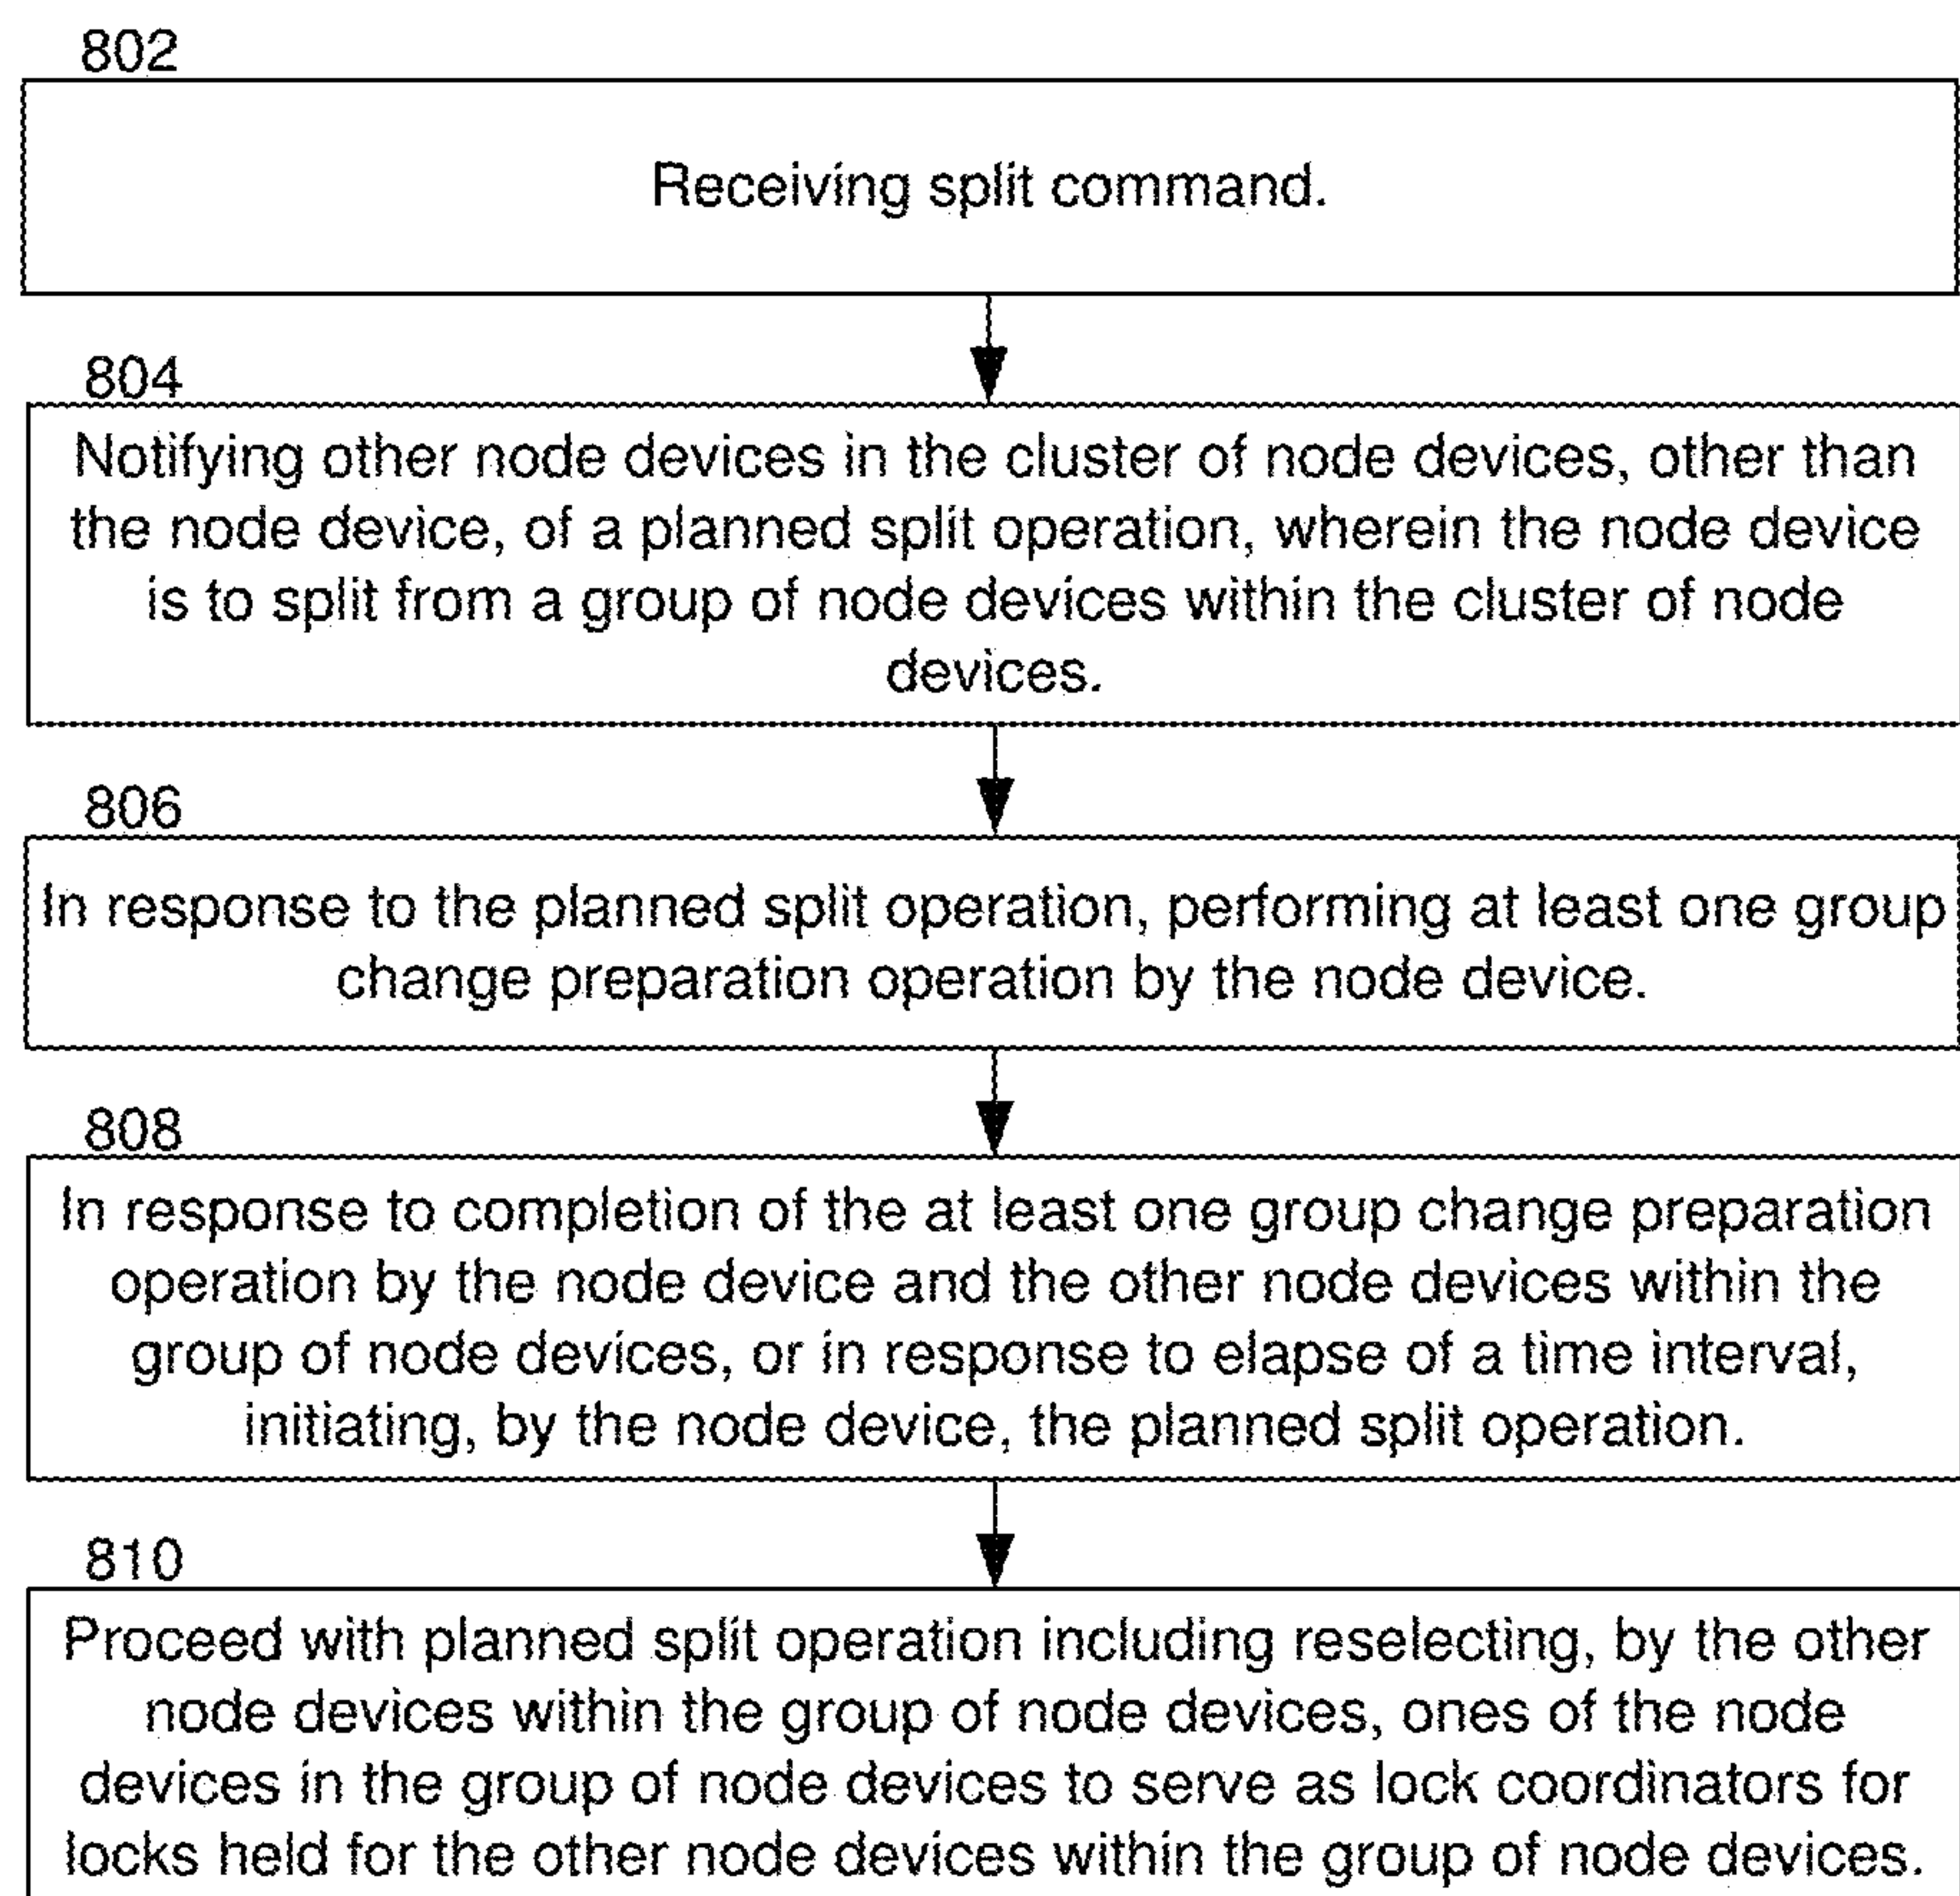 802
Receiving split command.
804
Notifying other node devices in the cluster of node devices, other than
the node device, of a planned split operation, wherein the node device
is to split from a group of node devices within the cluster of node
devices.
806
In response to the planned split operation, performing at least one group
change preparation operation by the node device.
808
In response to completion of the at least one group change preparation
operation by the node device and the other node devices within the
group of node devices, or in response to elapse of a time interval,
initiating, by the node device, the planned split operation.
810
Proceed with planned split operation including reselecting, by the other
node devices within the group of node devices, ones of the node
devices in the group of node devices to serve as lock coordinators for
locks held for the other node devices within the group of node devices.